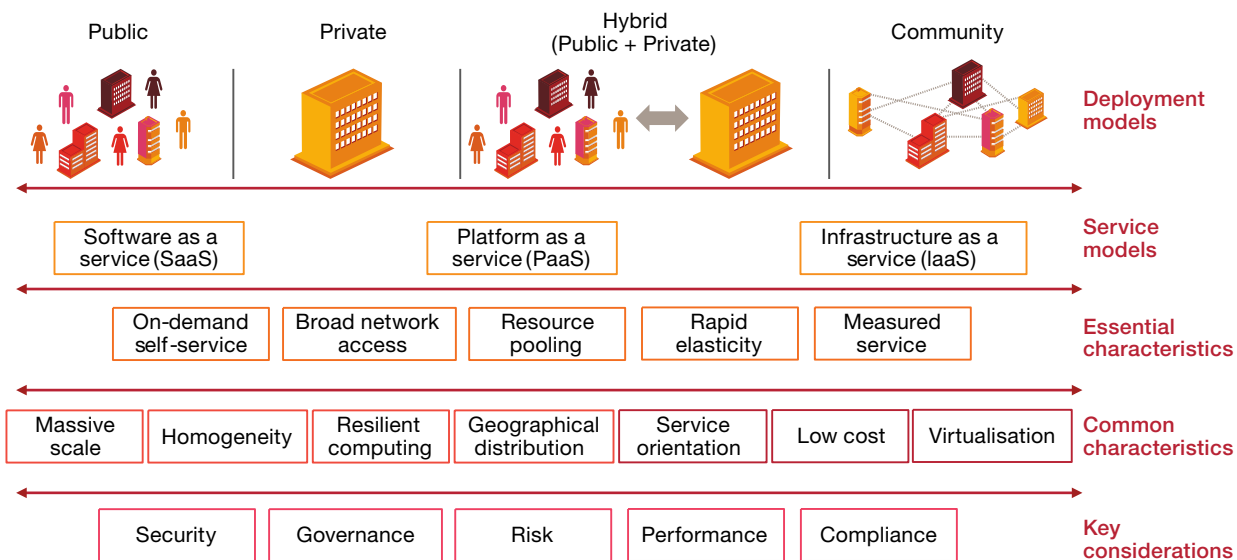 Public
Private
Hybrid
(Public + Private)
Community
Deployment
models
Software as a
service (SaaS)
Platform as a
service (PaaS)
Infrastructure as a
service (IaaS)
Service
models
On-demand
self-service
Broad network
access
Resource
pooling
Rapid
elasticity
Measured
service
Essential
characteristics
Massive
scale
Homogeneity
Resilient
computing
Geographical
distribution
Service
orientation
Low cost
Virtualisation
Common
characteristics
Security
Governance
Risk
Performance
Compliance
Key
considerations